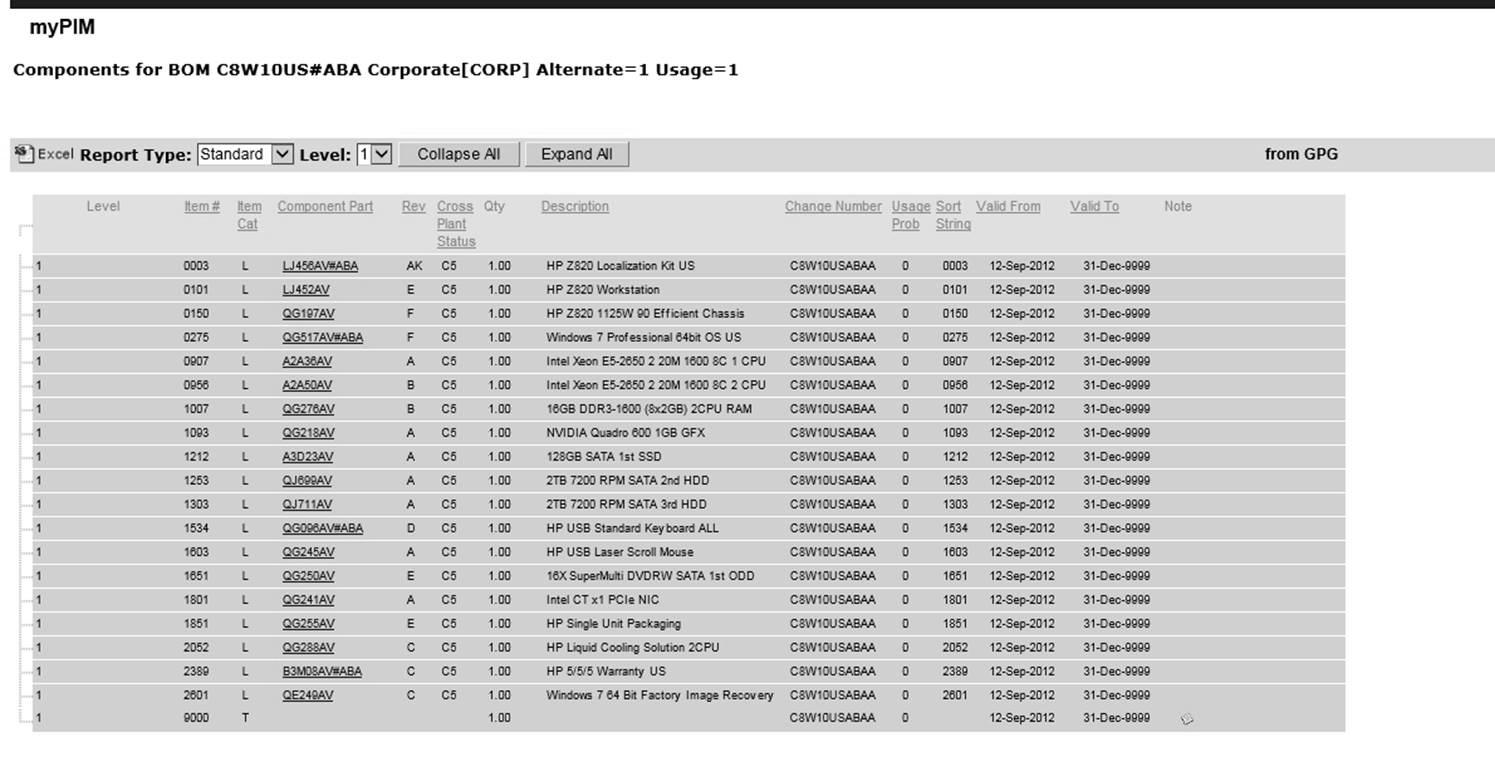 myPIM
Components for BOM C8W10US#ABA Corporate[CORP] Alternate=1 Usage=1
Excel Report Type: Standard Level: 1 Collapse All Expand All from GPG
Level Item # Item Cat Component Part Rev Cross Plant Status Qty Description Change Number Usage Prob Sort String Valid From Valid To Note
1 0003 L LJ456AV#ABA AK C5 1.00 HP Z820 Localization Kit US C8W10USABAA 0 0003 12-Sep-2012 31-Dec-9999
1 0101 L LJ452AV E C5 1.00 HP Z820 Workstation C8W10USABAA 0 0101 12-Sep-2012 31-Dec-9999
1 0150 L QG197AV F C5 1.00 HP Z820 1125W 90 Efficient Chassis C8W10USABAA 0 0150 12-Sep-2012 31-Dec-9999
1 0275 L QG517AV#ABA F C5 1.00 Windows 7 Professional 64bit OS US C8W10USABAA 0 0275 12-Sep-2012 31-Dec-9999
1 0907 L A2A36AV A C5 1.00 Intel Xeon E5-2650 2 20M 1600 8C 1 CPU C8W10USABAA 0 0907 12-Sep-2012 31-Dec-9999
1 0956 L A2A50AV B C5 1.00 Intel Xeon E5-2650 2 20M 1600 8C 2 CPU C8W10USABAA 0 0956 12-Sep-2012 31-Dec-9999
1 1007 L QG276AV B C5 1.00 16GB DDR3-1600 (8x2GB) 2CPU RAM C8W10USABAA 0 1007 12-Sep-2012 31-Dec-9999
1 1093 L QG218AV A C5 1.00 NVIDIA Quadro 600 1GB GFX C8W10USABAA 0 1093 12-Sep-2012 31-Dec-9999
1 1212 L A3D23AV A C5 1.00 128GB SATA 1st SSD C8W10USABAA 0 1212 12-Sep-2012 31-Dec-9999
1 1253 L QJ699AV A C5 1.00 2TB 7200 RPM SATA 2nd HDD C8W10USABAA 0 1253 12-Sep-2012 31-Dec-9999
1 1303 L QJ711AV A C5 1.00 2TB 7200 RPM SATA 3rd HDD C8W10USABAA 0 1303 12-Sep-2012 31-Dec-9999
1 1534 L QG096AV#ABA D C5 1.00 HP USB Standard Keyboard ALL C8W10USABAA 0 1534 12-Sep-2012 31-Dec-9999
1 1603 L QG245AV A C5 1.00 HP USB Laser Scroll Mouse C8W10USABAA 0 1603 12-Sep-2012 31-Dec-9999
1 1651 L QG250AV E C5 1.00 16X SuperMulti DVDRW SATA 1st ODD C8W10USABAA 0 1651 12-Sep-2012 31-Dec-9999
1 1801 L QG241AV A C5 1.00 Intel CT x1 PCIe NIC C8W10USABAA 0 1801 12-Sep-2012 31-Dec-9999
1 1851 L QG255AV E C5 1.00 HP Single Unit Packaging C8W10USABAA 0 1851 12-Sep-2012 31-Dec-9999
1 2052 L QG288AV C C5 1.00 HP Liquid Cooling Solution 2CPU C8W10USABAA 0 2052 12-Sep-2012 31-Dec-9999
1 2389 L B3M08AV#ABA C C5 1.00 HP 5/5/5 Warranty US C8W10USABAA 0 2389 12-Sep-2012 31-Dec-9999
1 2601 L QE249AV C C5 1.00 Windows 7 64 Bit Factory Image Recovery C8W10USABAA 0 2601 12-Sep-2012 31-Dec-9999
1 9000 T 1.00 C8W10USABAA 0 12-Sep-2012 31-Dec-9999